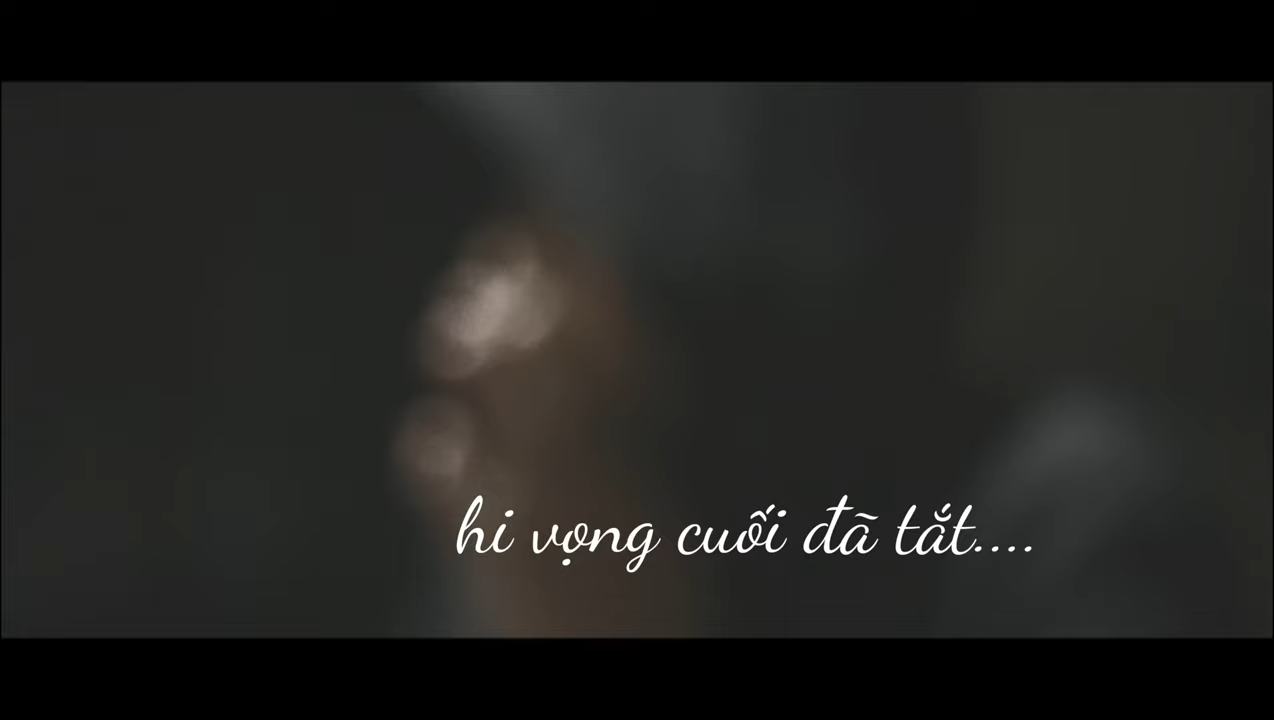 hi vọng cuối đã tắt....